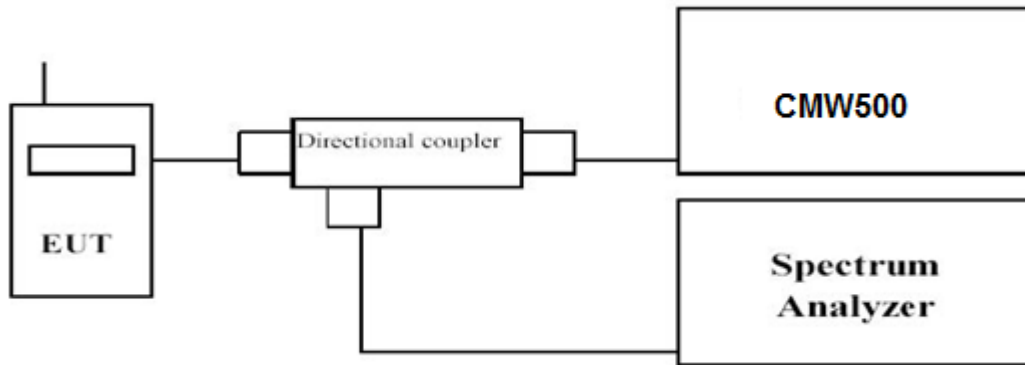 EUT
Directional coupler
CMW500
Spectrum
Analyzer